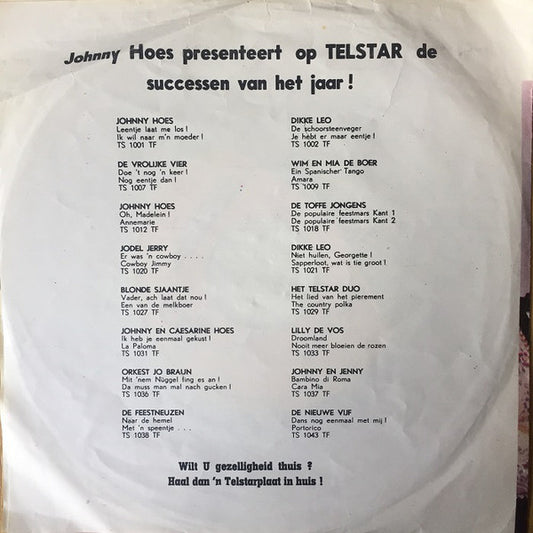 Johnny Hoes presenteert op TELSTAR de
successen van het jaar !
JOHNNY HOES
Leentje laat me los !
Ik wil naar m'n moeder !
TS 1001 TF
DE VROLIJKE VIER
Doe 't nog 'n keer !
Nog eentje dan !
TS 1007 TF
JOHNNY HOES
Oh, Madelein !
Annemarie
TS 1012 TF
JODEL JERRY
Er was 'n cowboy . . . .
Cowboy Jimmy
TS 1020 TF
BLONDE SJAANTJE
Vader, ach laat dat nou !
Een van de melkboer
TS 1027 TF
JOHNNY EN CAESARINE HOES
Ik heb je eenmaal gekust !
La Paloma
TS 1031 TF
ORKEST JO BRAUN
Mit 'nem Nüggel fing es an !
Da muss man mal nach gucken !
TS 1036 TF
DE FEESTNEUZEN
Naar de hemel
Met 'n speentje . . .
TS 1038 TF
DIKKE LEO
De schoorsteenveger
Je hèbt er maar eentje !
TS 1002 TF
WIM EN MIA DE BOER
Ein Spanischer Tango
Amara
TS 1009 TF
DE TOFFE JONGENS
De populaire feestmars Kant 1
De populaire feestmars Kant 2
TS 1018 TF
DIKKE LEO
Niet huilen, Georgette !
Sapperloot, wat is tie groot !
TS 1021 TF
HET TELSTAR DUO
Het lied van het pierement
The country polka
TS 1029 TF
LILLY DE VOS
Droomland
Nooit meer bloeien de rozen
TS 1033 TF
JOHNNY EN JENNY
Bambino di Roma
Cara Mia
TS 1037 TF
DE NIEUWE VIJF
Dans nog eenmaal met mij !
Portorico
TS 1043 TF
Wilt U gezelligheid thuis ?
Haal dan 'n Telstarplaat in huis !